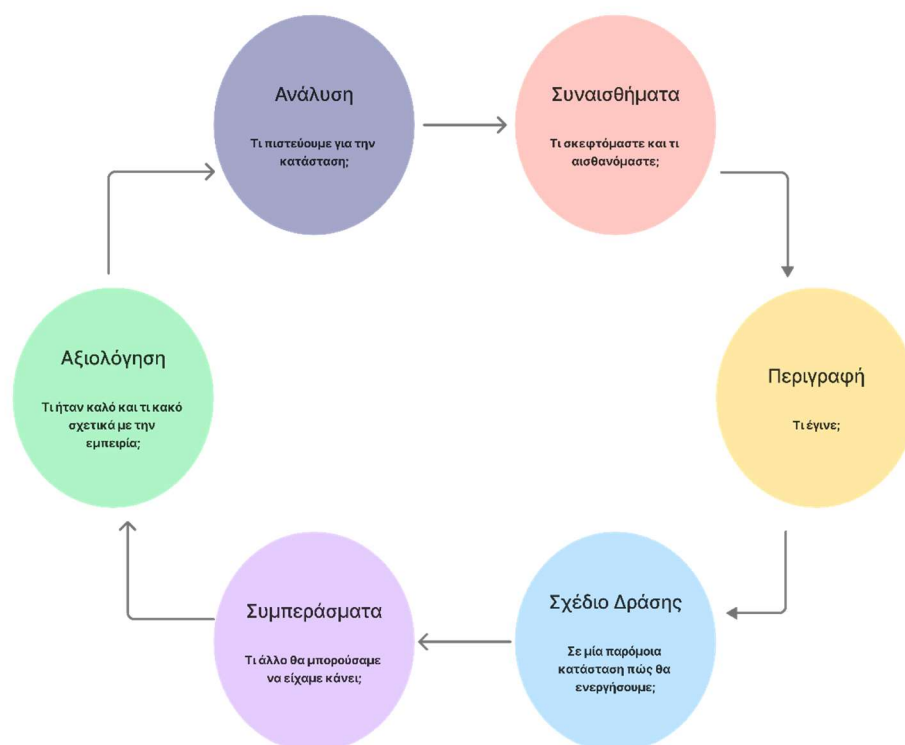 Ανάλυση
Τι πιστεύουμε για την
κατάσταση;
Συναισθήματα
Τι σκεφτόμαστε και τι
αισθανόμαστε;
Αξιολόγηση
Τι ήταν καλό και τι κακό
σχετικά με την
εμπειρία;
Περιγραφή
Τι έγινε;
Συμπεράσματα
Τι άλλο θα μπορούσαμε
να είχαμε κάνει;
Σχέδιο Δράσης
Σε μία παρόμοια
κατάσταση πώς θα
ενεργήσουμε;